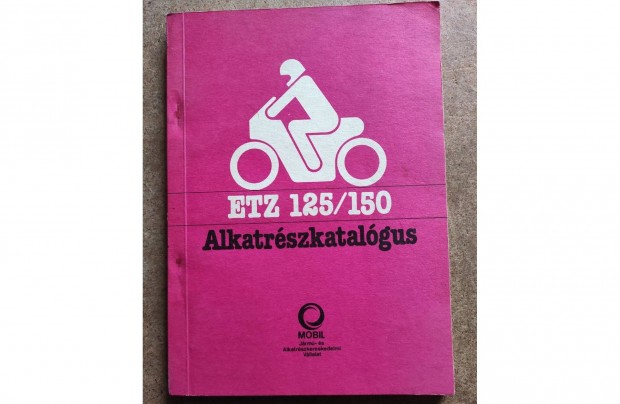 ETZ 125/150
Alkatrészkatalógus
MOBIL
Jármű- és
Alkatrészkereskedelmi
Vállalat